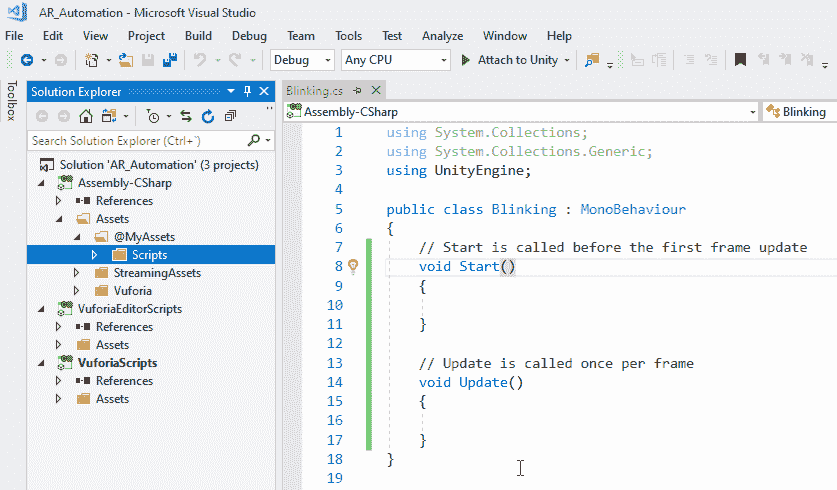 AR_Automation - Microsoft Visual Studio
File Edit View Project Build Debug Team Tools Test Analyze Window Help
Debug Any CPU Attach to Unity
Toolbox
Solution Explorer
Search Solution Explorer (Ctrl+`)
Solution 'AR_Automation' (3 projects)
Assembly-CSharp
References
Assets
@MyAssets
Scripts
StreamingAssets
Vuforia
VuforiaEditorScripts
References
Assets
VuforiaScripts
References
Assets
Blinking.cs
Assembly-CSharp Blinking
1 using System.Collections;
2 using System.Collections.Generic;
3 using UnityEngine;
4
5 public class Blinking : MonoBehaviour
6 {
7 // Start is called before the first frame update
8 void Start()
9 {
10
11 }
12
13 // Update is called once per frame
14 void Update()
15 {
16
17 }
18 }
19